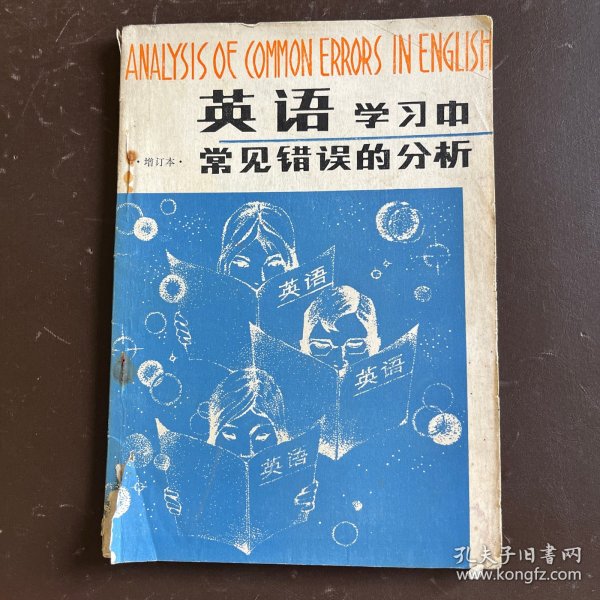 ANALYSIS OF COMMON ERRORS IN ENGLISH
英语 学习中
·增订本· 常见错误的分析
英语
英语
英语
孔夫子旧书网
www.kongfz.com